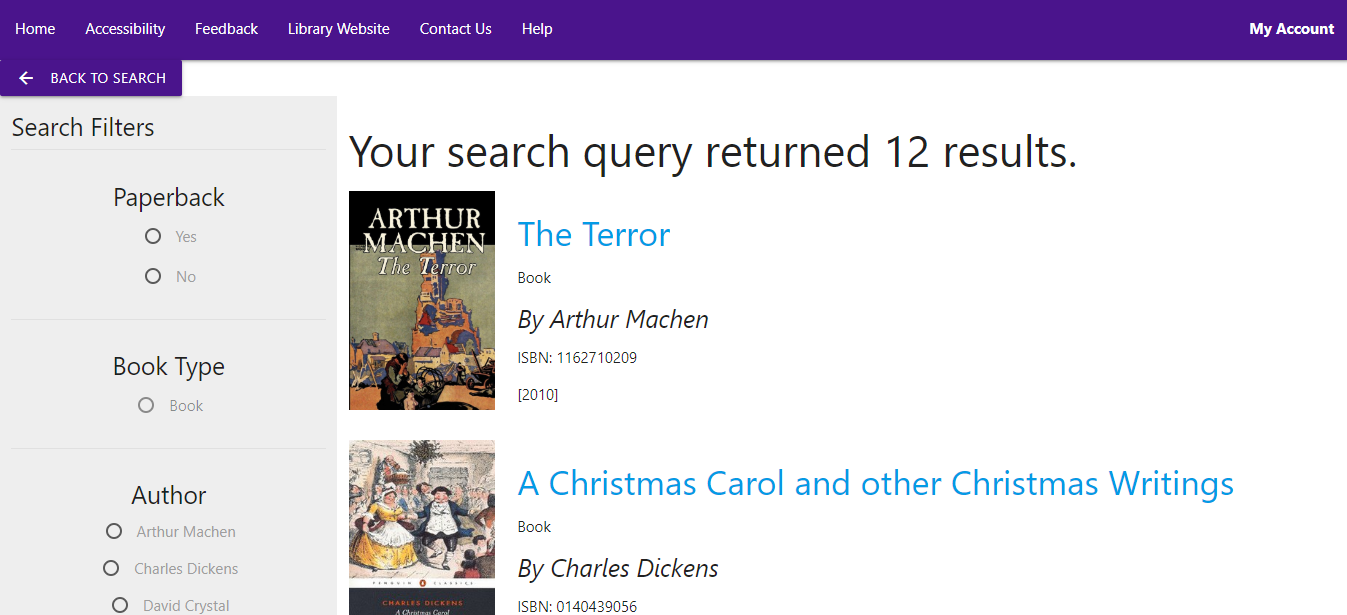 Home Accessibility Feedback Library Website Contact Us Help My Account
BACK TO SEARCH
Search Filters
Paperback
Yes
No
Book Type
Book
Author
Arthur Machen
Charles Dickens
David Crystal
Your search query returned 12 results.
ARTHUR
MACHEN
The Terror
The Terror
Book
By Arthur Machen
ISBN: 1162710209
[2010]
PENGUIN CLASSICS
CHARLES DICKENS
A Christmas Carol
A Christmas Carol and other Christmas Writings
Book
By Charles Dickens
ISBN: 0140439056